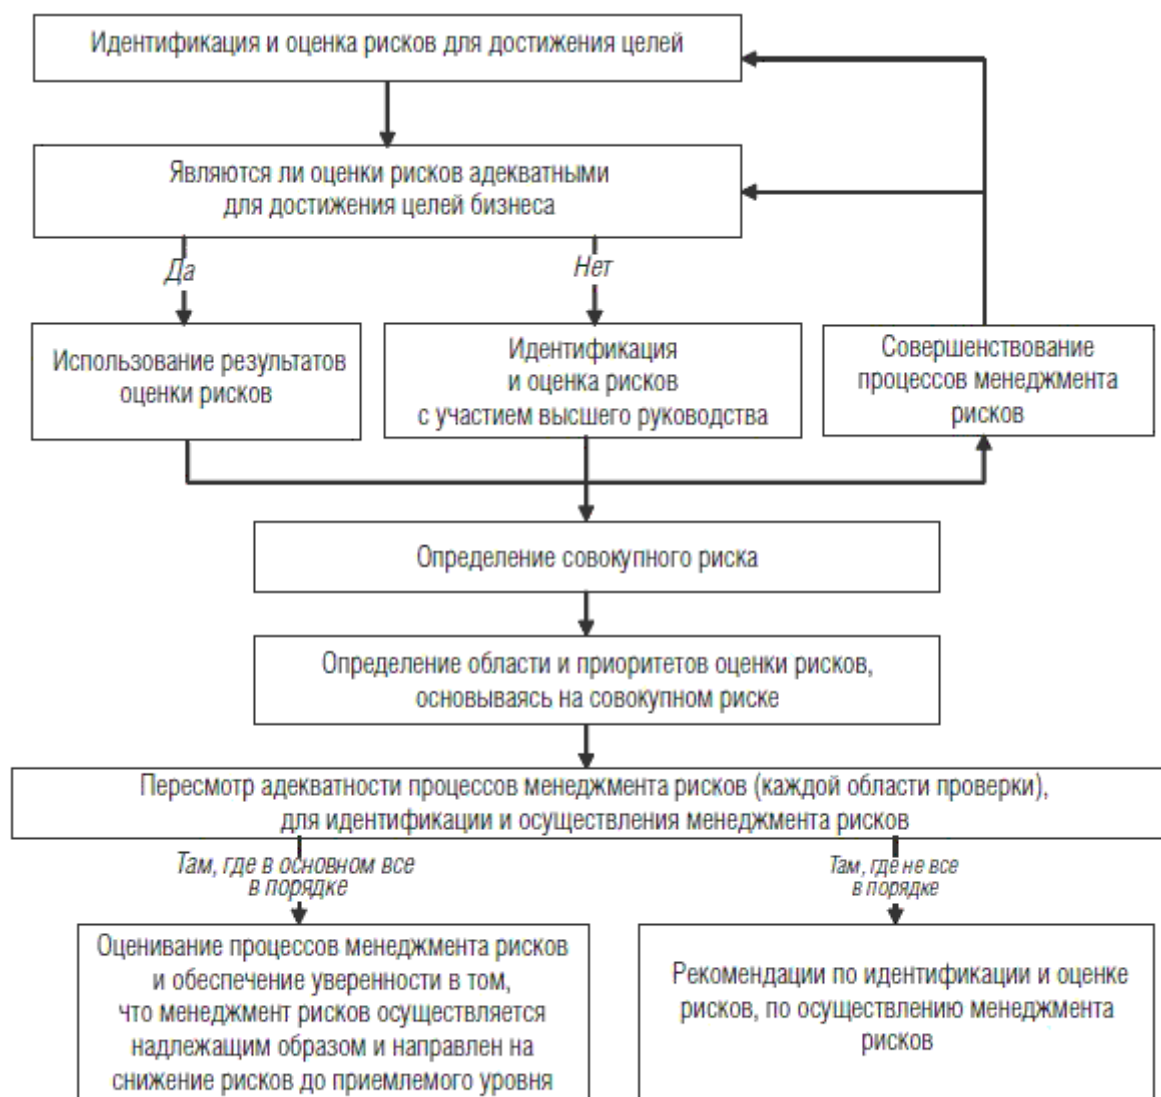 Идентификация и оценка рисков для достижения целей
Являются ли оценки рисков адекватными
для достижения целей бизнеса
Да
Нет
Использование результатов
оценки рисков
Идентификация
и оценка рисков
с участием высшего руководства
Совершенствование
процессов менеджмента
рисков
Определение совокупного риска
Определение области и приоритетов оценки рисков,
основываясь на совокупном риске
Пересмотр адекватности процессов менеджмента рисков (каждой области проверки),
для идентификации и осуществления менеджмента рисков
Там, где в основном все
в порядке
Там, где не все
в порядке
Оценивание процессов менеджмента рисков
и обеспечение уверенности в том,
что менеджмент рисков осуществляется
надлежащим образом и направлен на
снижение рисков до приемлемого уровня
Рекомендации по идентификации и оценке
рисков, по осуществлению менеджмента
рисков